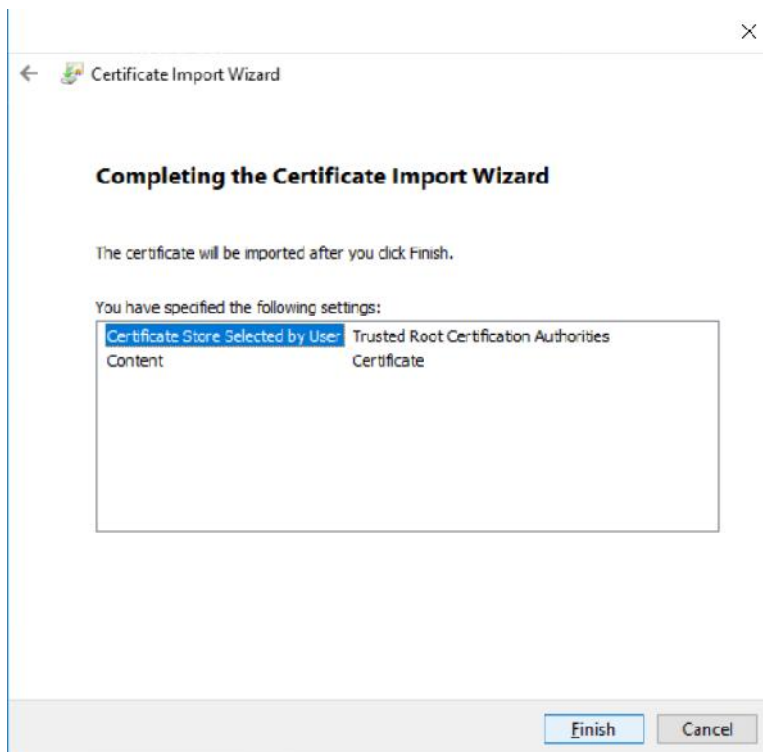 Certificate Import Wizard
Completing the Certificate Import Wizard
The certificate will be imported after you click Finish.
You have specified the following settings:
Certificate Store Selected by User Trusted Root Certification Authorities
Content Certificate
Finish Cancel